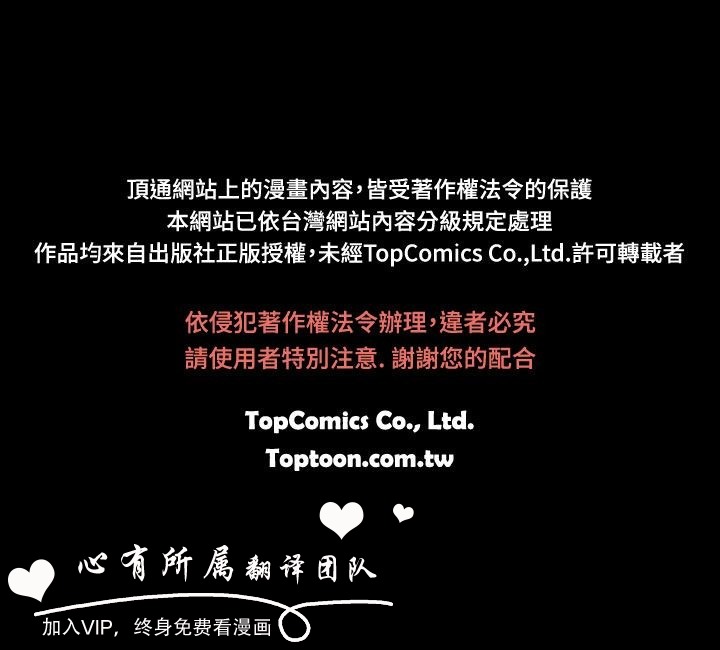 頂通網站上的漫畫內容，皆受著作權法令的保護
本網站已依台灣網站內容分級規定處理
作品均來自出版社正版授權，未經TopComics Co.,Ltd.許可轉載者
依侵犯著作權法令辦理，違者必究
請使用者特別注意. 謝謝您的配合
TopComics Co., Ltd.
Toptoon.com.tw
心有所属翻译团队
加入VIP，终身免费看漫画